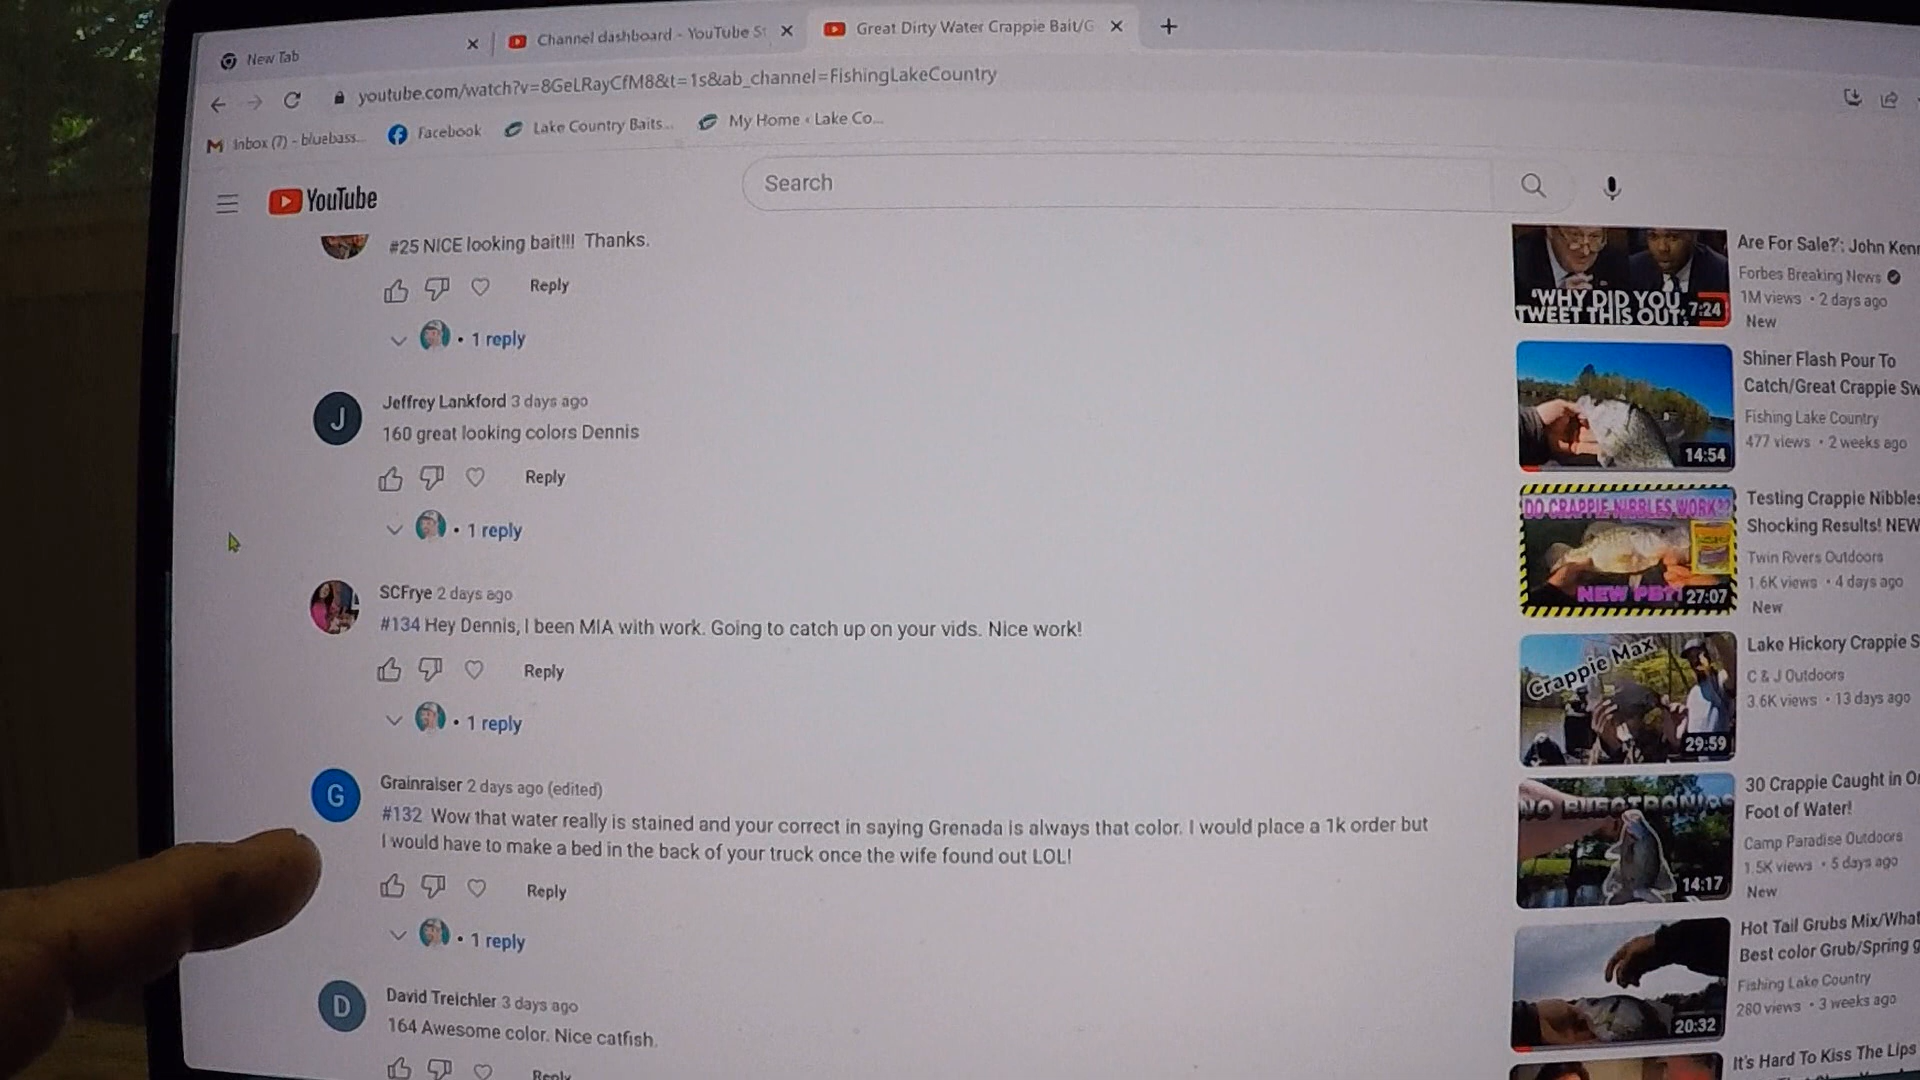 New Tab
Channel dashboard - YouTube St
Great Dirty Water Crappie Bait/G
youtube.com/watch?v=8GeLRayCfM8&t=1s&ab_channel=FishingLakeCountry
Inbox (7) - bluebass...
Facebook
Lake Country Baits...
My Home ‹ Lake Co...
YouTube
Search
#25 NICE looking bait!!! Thanks.
Reply
• 1 reply
Jeffrey Lankford 3 days ago
160 great looking colors Dennis
Reply
• 1 reply
SCFrye 2 days ago
#134 Hey Dennis, I been MIA with work. Going to catch up on your vids. Nice work!
Reply
• 1 reply
G
Grainraiser 2 days ago (edited)
#132 Wow that water really is stained and your correct in saying Grenada is always that color. I would place a 1k order but
I would have to make a bed in the back of your truck once the wife found out LOL!
Reply
• 1 reply
D
David Treichler 3 days ago
164 Awesome color. Nice catfish.
Reply
J
'WHY DID YOU
TWEET THIS OUT:
7:24
Are For Sale?': John Kenn
Forbes Breaking News
1M views • 2 days ago
New
14:54
Shiner Flash Pour To
Catch/Great Crappie Sw
Fishing Lake Country
477 views • 2 weeks ago
DO CRAPPIE NIBBLES WORK??
NEW PB?!
27:07
Testing Crappie Nibbles
Shocking Results! NEW
Twin Rivers Outdoors
1.6K views • 4 days ago
New
Crappie Max
29:59
Lake Hickory Crappie S
C & J Outdoors
3.6K views • 13 days ago
NO ELECTRONICS
14:17
30 Crappie Caught in O
Foot of Water!
Camp Paradise Outdoors
1.5K views • 5 days ago
New
20:32
Hot Tail Grubs Mix/What
Best color Grub/Spring g
Fishing Lake Country
280 views • 3 weeks ago
It's Hard To Kiss The Lips